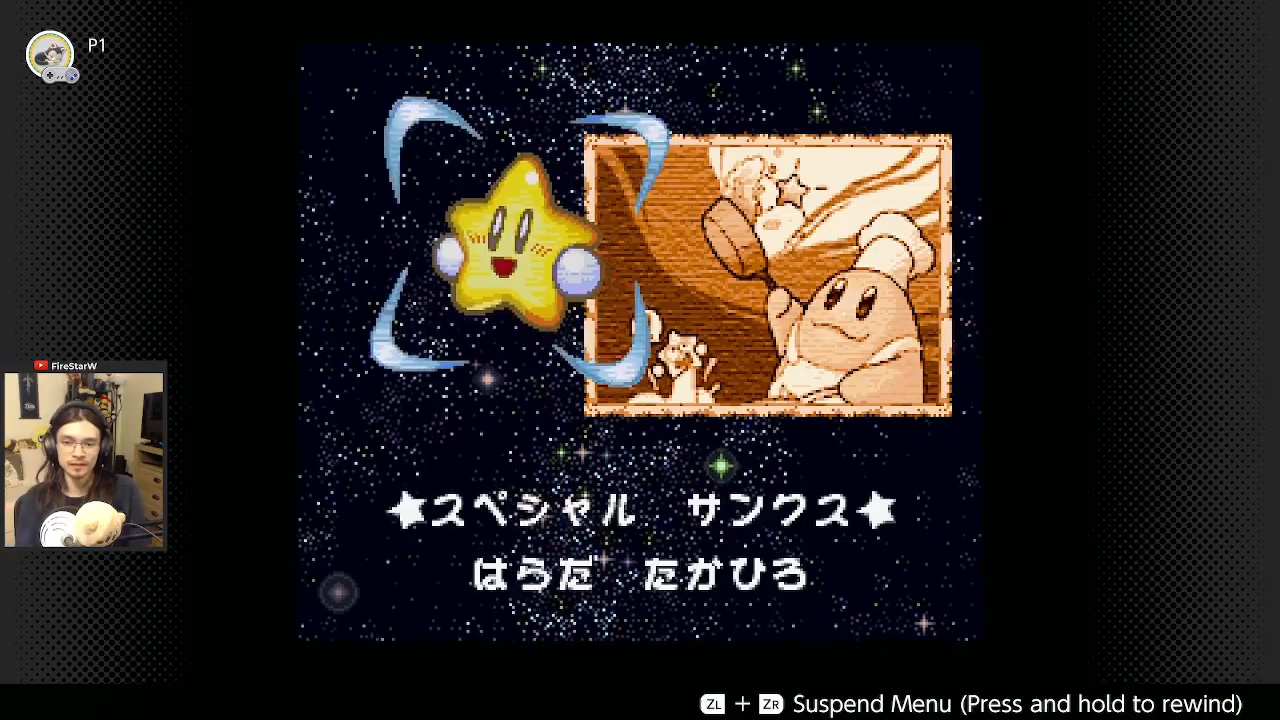 P1
FireStarW
★スペシャル　サンクス★
はらだ　たかひろ
ZL + ZR Suspend Menu (Press and hold to rewind)